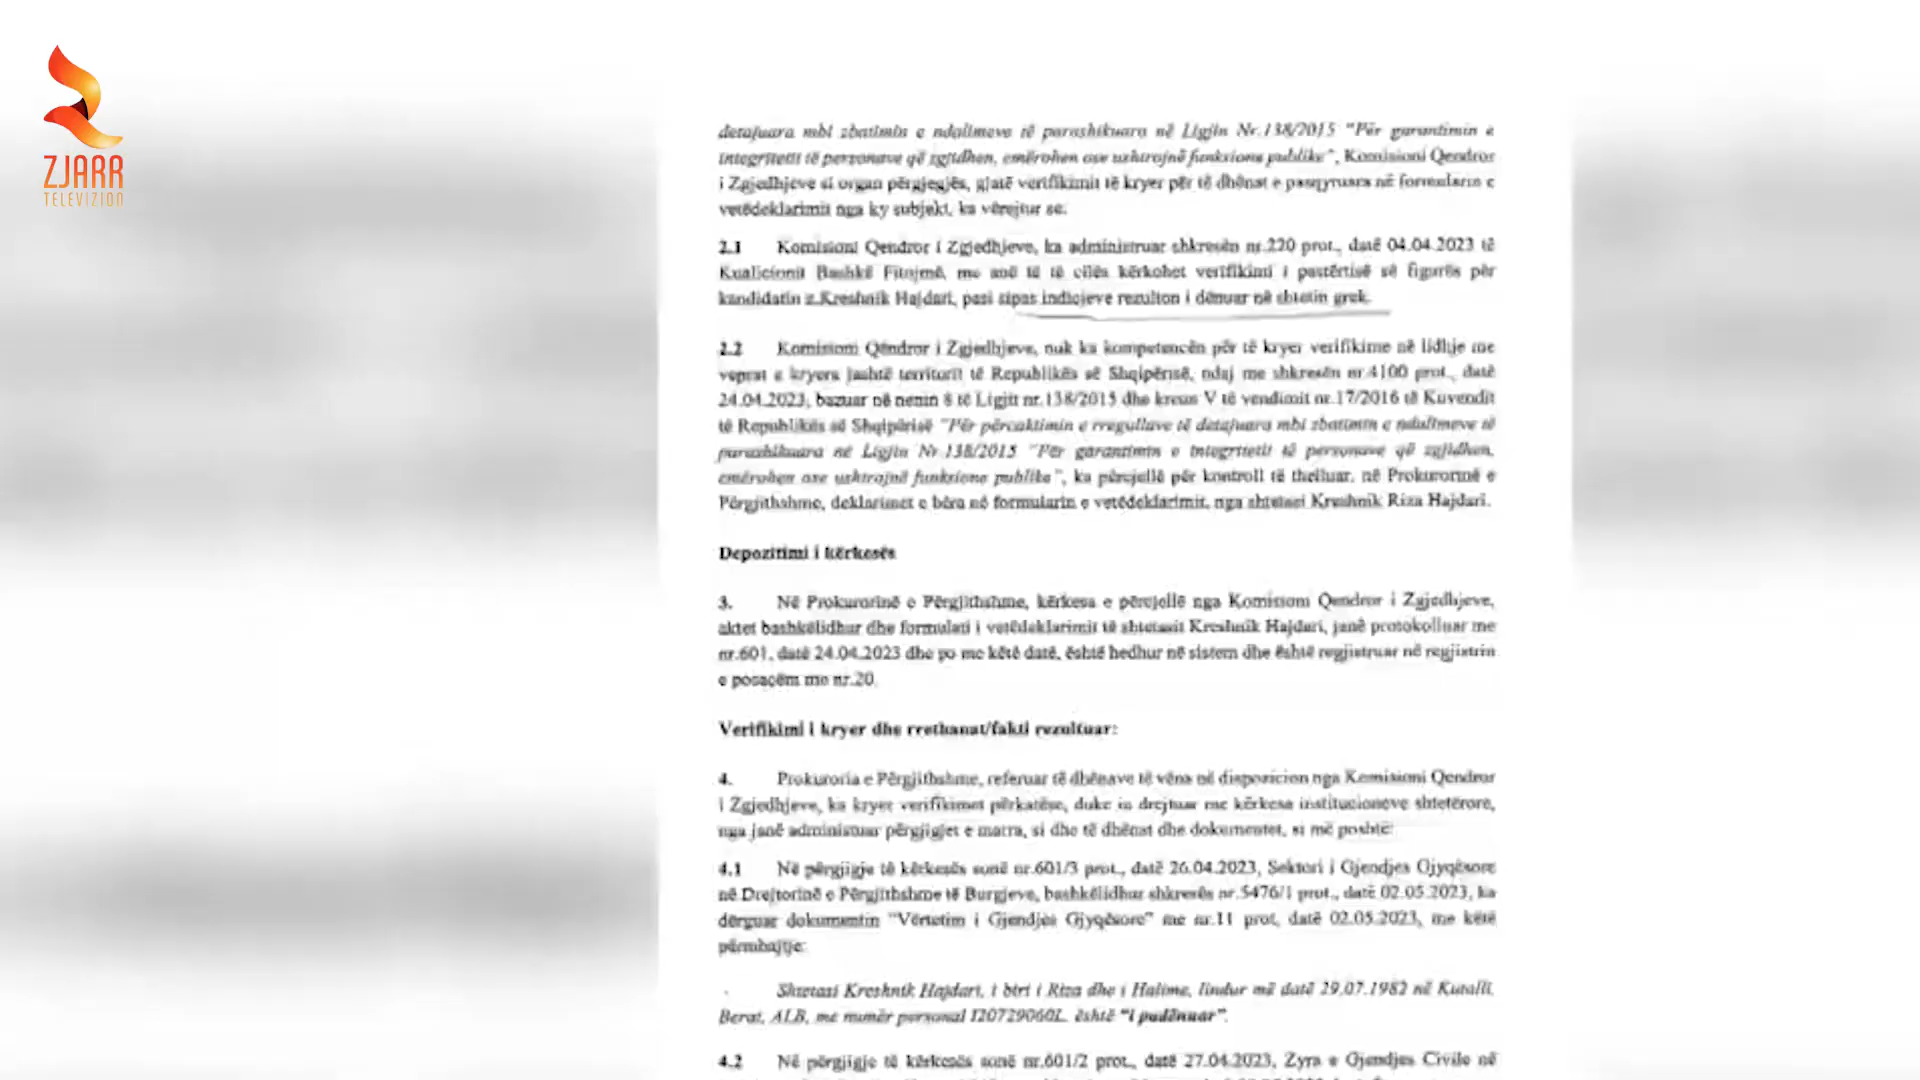 ZJARR
TELEVIZION
detajuara mbi zbatimin e ndalimeve të parashikuara në Ligjin Nr.138/2015 "Për garantimin e
integritetit të personave që zgjidhen, emërohen ose ushtrojnë funksione publike", Komisioni Qendror
i Zgjedhjeve si organ përgjegjës, gjatë verifikimit të kryer për të dhënat e pasqyruara në formularin e
vetëdeklarimit nga ky subjekt, ka vërejtur se:
2.1 Komisioni Qendror i Zgjedhjeve, ka administruar shkresën nr.220 prot., datë 04.04.2023 të
Koalicionit Bashkë Fitojmë, me anë të të cilës kërkohet verifikimi i pastërtisë së figurës për
kandidatin z.Kreshnik Hajdari, pasi sipas indicjeve rezulton i dënuar në shtetin grek.
2.2 Komisioni Qëndror i Zgjedhjeve, nuk ka kompetencën për të kryer verifikime në lidhje me
veprat e kryera jashtë territorit të Republikës së Shqipërisë, ndaj me shkresën nr.4100 prot., datë
24.04.2023, bazuar në nenin 8 të Ligjit nr.138/2015 dhe kreun V të vendimit nr.17/2016 të Kuvendit
të Republikës së Shqipërisë "Për përcaktimin e rregullave të detajuara mbi zbatimin e ndalimeve të
parashikuara në Ligjin Nr.138/2015 "Për garantimin e integritetit të personave që zgjidhen,
emërohen ose ushtrojnë funksione publike", ka përcjellë për kontroll të thelluar, në Prokurorinë e
Përgjithshme, deklarimet e bëra në formularin e vetëdeklarimit, nga shtetasi Kreshnik Riza Hajdari.
Depozitimi i kërkesës
3. Në Prokurorinë e Përgjithshme, kërkesa e përcjellë nga Komisioni Qendror i Zgjedhjeve,
aktet bashkëlidhur dhe formulari i vetëdeklarimit të shtetasit Kreshnik Hajdari, janë protokolluar me
nr.601, datë 24.04.2023 dhe po me këtë datë, është hedhur në sistem dhe është regjistruar në regjistrin
e posaçëm me nr.20.
Verifikimi i kryer dhe rrethanat/fakti rezultuar:
4. Prokuroria e Përgjithshme, referuar të dhënave të vëna në dispozicion nga Komisioni Qendror
i Zgjedhjeve, ka kryer verifikimet përkatëse, duke iu drejtuar me kërkesa institucioneve shtetërore,
nga janë administruar përgjigjet e marra, si dhe të dhënat dhe dokumentet, si më poshtë:
4.1 Në përgjigje të kërkesës sonë nr.601/3 prot., datë 26.04.2023, Sektori i Gjendjes Gjyqësore
në Drejtorinë e Përgjithshme të Burgjeve, bashkëlidhur shkresës nr.5476/1 prot., datë 02.05.2023, ka
dërguar dokumentin "Vërtetim i Gjendjes Gjyqësore" me nr.11 prot, datë 02.05.2023, me këtë
përmbajtje:
Shtetasi Kreshnik Hajdari, i biri i Riza dhe i Halime, lindur më datë 29.07.1982 në Kutalli,
Berat, ALB, me numër personal I20729060L, është "i padënuar".
4.2 Në përgjigje të kërkesës sonë nr.601/2 prot., datë 27.04.2023, Zyra e Gjendjes Civile në